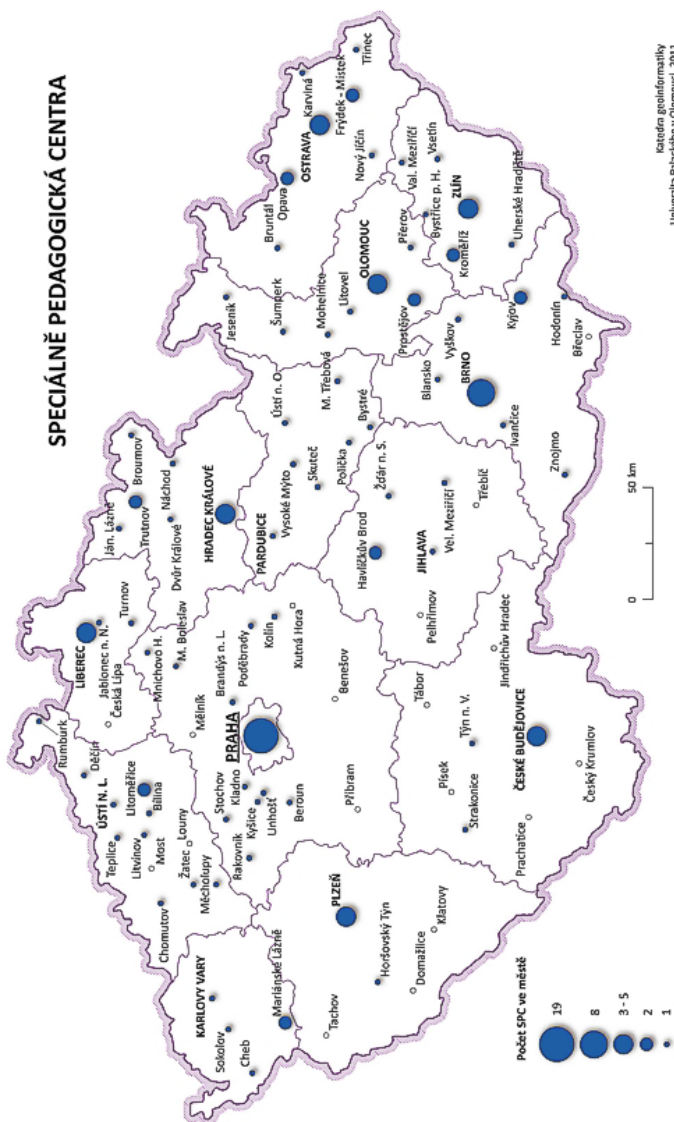 SPECIÁLNĚ PEDAGOGICKÁ CENTRA
Rumburk
Děčín
LIBEREC
Jablonec n. N.
Česká Lípa
Turnov
Ján. Lázně
Trutnov
Broumov
Náchod
Dvůr Králové
HRADEC KRÁLOVÉ
ÚSTÍ N. L.
Teplice
Litoměřice
Bílina
Litvínov
Most
Louny
Žatec
Měcholupy
Chomutov
KARLOVY VARY
Sokolov
Cheb
Mariánské Lázně
Mnichovo H.
M. Boleslav
Mělník
Brandýs n. L.
Poděbrady
Kolín
Kutná Hora
PRAHA
Stochov
Kladno
Kyšice
Unhošť
Rakovník
Beroun
Benešov
Příbram
PARDUBICE
Vysoké Mýto
Skuteč
Ústí n. O.
M. Třebová
Polička
Bystré
Jeseník
Šumperk
Mohelnice
Litovel
OLOMOUC
Přerov
Prostějov
Bruntál
Opava
OSTRAVA
Karviná
Frýdek - Místek
Třinec
Nový Jičín
Val. Meziříčí
Vsetín
Bystřice p. H.
ZLÍN
Kroměříž
Uherské Hradiště
PLZEŇ
Horšovský Týn
Tachov
Domažlice
Klatovy
Tábor
Písek
Týn n. V.
Strakonice
Prachatice
ČESKÉ BUDĚJOVICE
Jindřichův Hradec
Český Krumlov
Havlíčkův Brod
Žďár n. S.
JIHLAVA
Vel. Meziříčí
Třebíč
Pelhřimov
Blansko
Vyškov
BRNO
Ivančice
Kyjov
Hodonín
Břeclav
Znojmo
Počet SPC ve městě
19
8
3 - 5
2
1
0
50 km
Katedra geoinformatiky
Univerzita Palackého v Olomouci, 2011